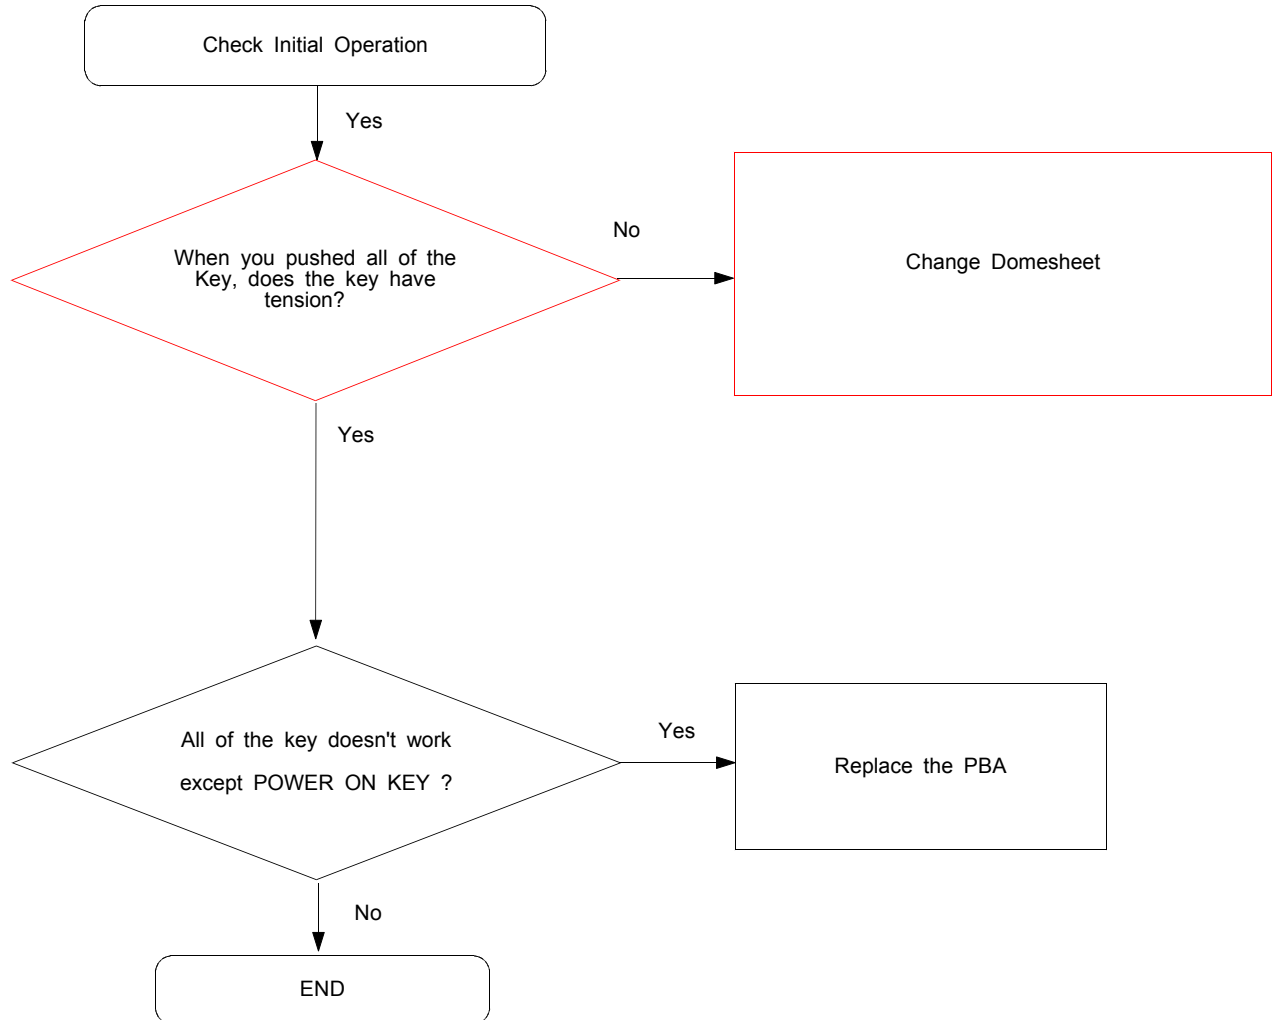 Check Initial Operation
Yes
When you pushed all of the
Key, does the key have
tension?
No
Change Domesheet
Yes
All of the key doesn't work
except POWER ON KEY ?
Yes
Replace the PBA
No
END